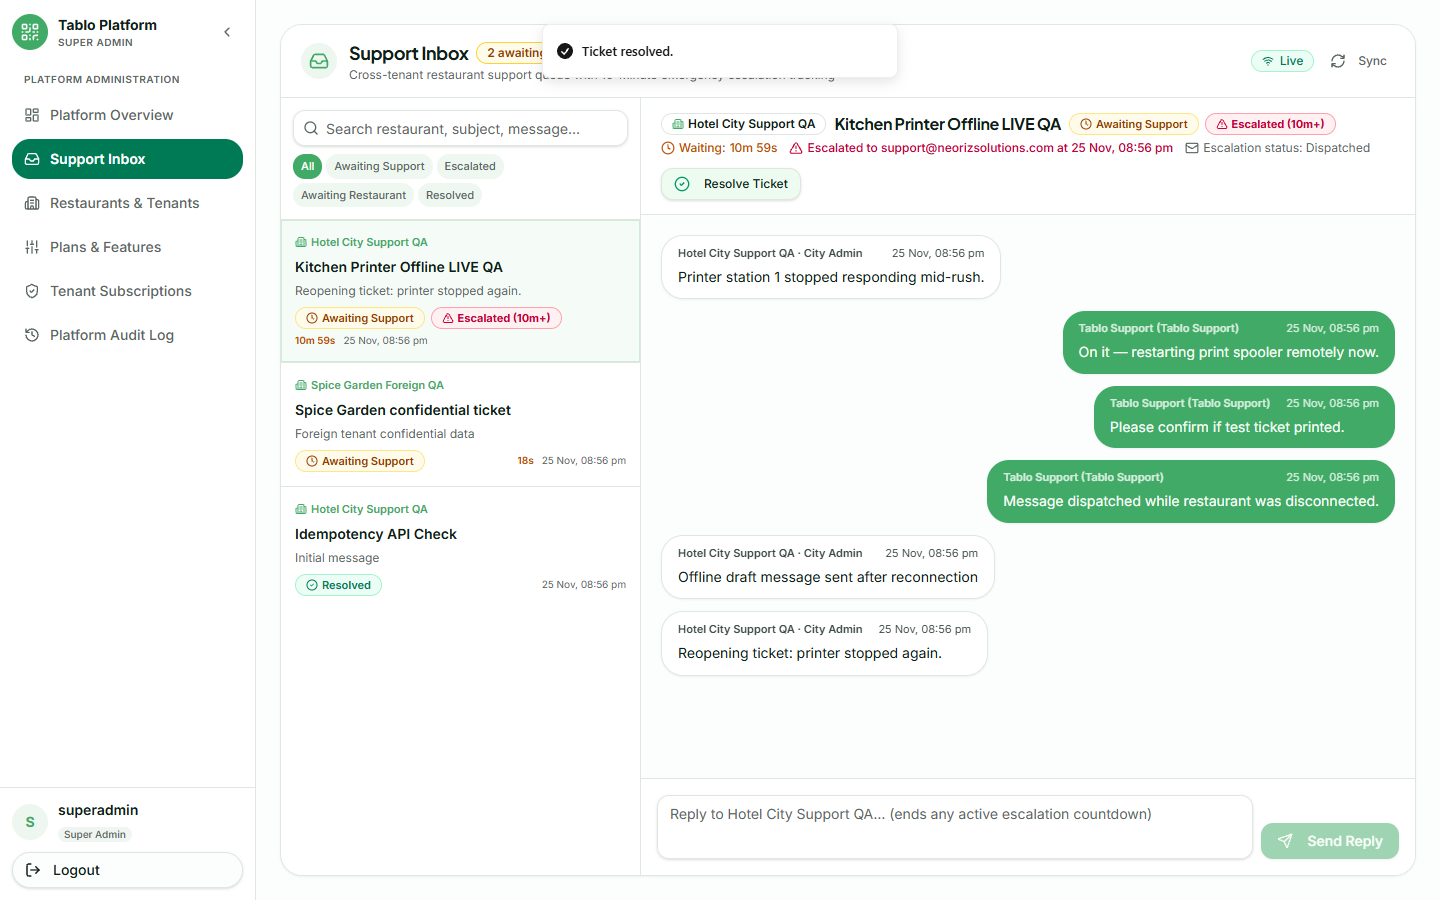 Tablo Platform
SUPER ADMIN
PLATFORM ADMINISTRATION
Platform Overview
Support Inbox
Restaurants & Tenants
Plans & Features
Tenant Subscriptions
Platform Audit Log
S
superadmin
Super Admin
Logout
Support Inbox
2 awaiting
Cross-tenant restaurant support
Ticket resolved.
Live
Sync
Search restaurant, subject, message...
All
Awaiting Support
Escalated
Awaiting Restaurant
Resolved
Hotel City Support QA
Kitchen Printer Offline LIVE QA
Reopening ticket: printer stopped again.
Awaiting Support
Escalated (10m+)
10m 59s 25 Nov, 08:56 pm
Spice Garden Foreign QA
Spice Garden confidential ticket
Foreign tenant confidential data
Awaiting Support
18s 25 Nov, 08:56 pm
Hotel City Support QA
Idempotency API Check
Initial message
Resolved
25 Nov, 08:56 pm
Hotel City Support QA
Kitchen Printer Offline LIVE QA
Awaiting Support
Escalated (10m+)
Waiting: 10m 59s
Escalated to support@neorizsolutions.com at 25 Nov, 08:56 pm
Escalation status: Dispatched
Resolve Ticket
Hotel City Support QA · City Admin 25 Nov, 08:56 pm
Printer station 1 stopped responding mid-rush.
Tablo Support (Tablo Support) 25 Nov, 08:56 pm
On it — restarting print spooler remotely now.
Tablo Support (Tablo Support) 25 Nov, 08:56 pm
Please confirm if test ticket printed.
Tablo Support (Tablo Support) 25 Nov, 08:56 pm
Message dispatched while restaurant was disconnected.
Hotel City Support QA · City Admin 25 Nov, 08:56 pm
Offline draft message sent after reconnection
Hotel City Support QA · City Admin 25 Nov, 08:56 pm
Reopening ticket: printer stopped again.
Reply to Hotel City Support QA... (ends any active escalation countdown)
Send Reply